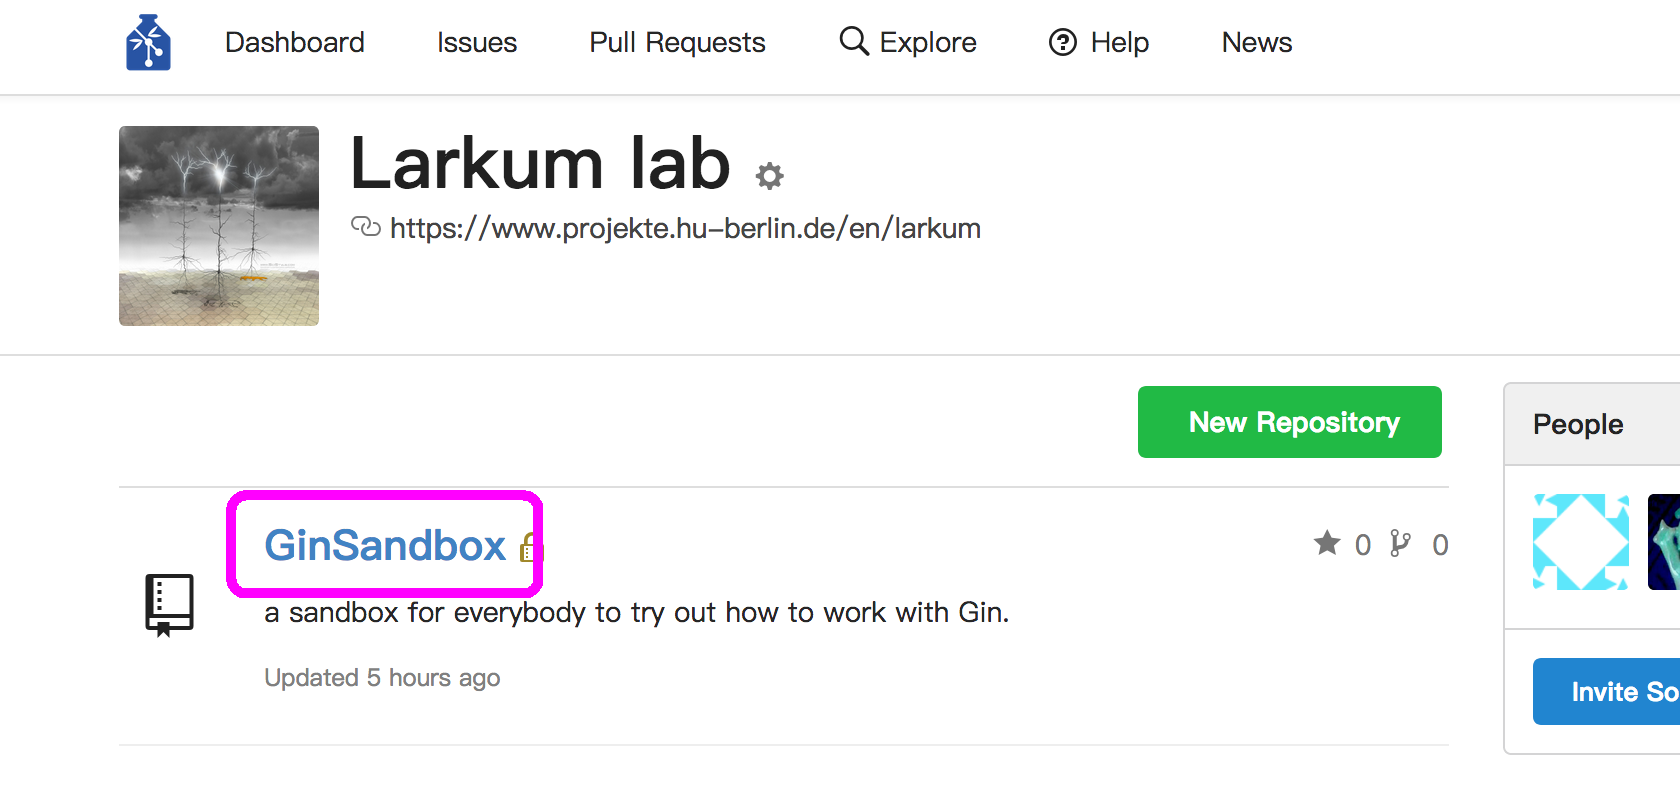 Dashboard Issues Pull Requests Explore Help News
Larkum lab
https://www.projekte.hu-berlin.de/en/larkum
New Repository
People
GinSandbox
0 0
a sandbox for everybody to try out how to work with Gin.
Updated 5 hours ago
Invite So